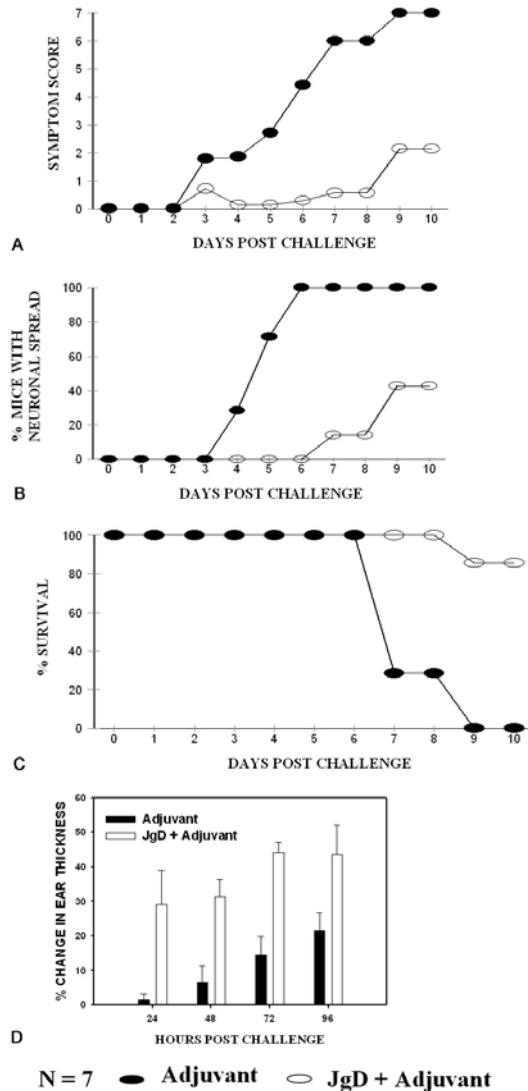 7
6
5
4
3
2
1
0
SYMPTOM SCORE
0 1 2 3 4 5 6 7 8 9 10
A DAYS POST CHALLENGE
100
80
60
40
20
0
% MICE WITH
NEURONAL SPREAD
0 1 2 3 4 5 6 7 8 9 10
B DAYS POST CHALLENGE
100
80
60
40
20
0
% SURVIVAL
0 1 2 3 4 5 6 7 8 9 10
C DAYS POST CHALLENGE
60
50
40
30
20
10
0
% CHANGE IN EAR THICKNESS
Adjuvant
JgD + Adjuvant
24 48 72 96
D HOURS POST CHALLENGE
N = 7 Adjuvant JgD + Adjuvant